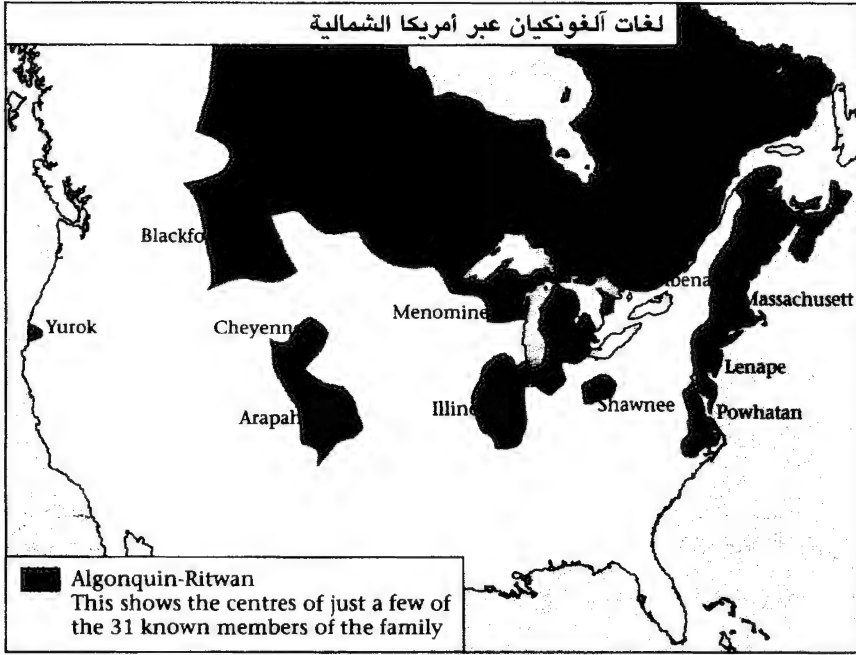 لغات آلغونكيان عبر أمريكا الشمالية
Blackfo
Yurok
Cheyenn
Menomine
Massachusett
Lenape
Arapah
Illin
Shawnee
Powhatan
Algonquin-Ritwan
This shows the centres of just a few of
the 31 known members of the family